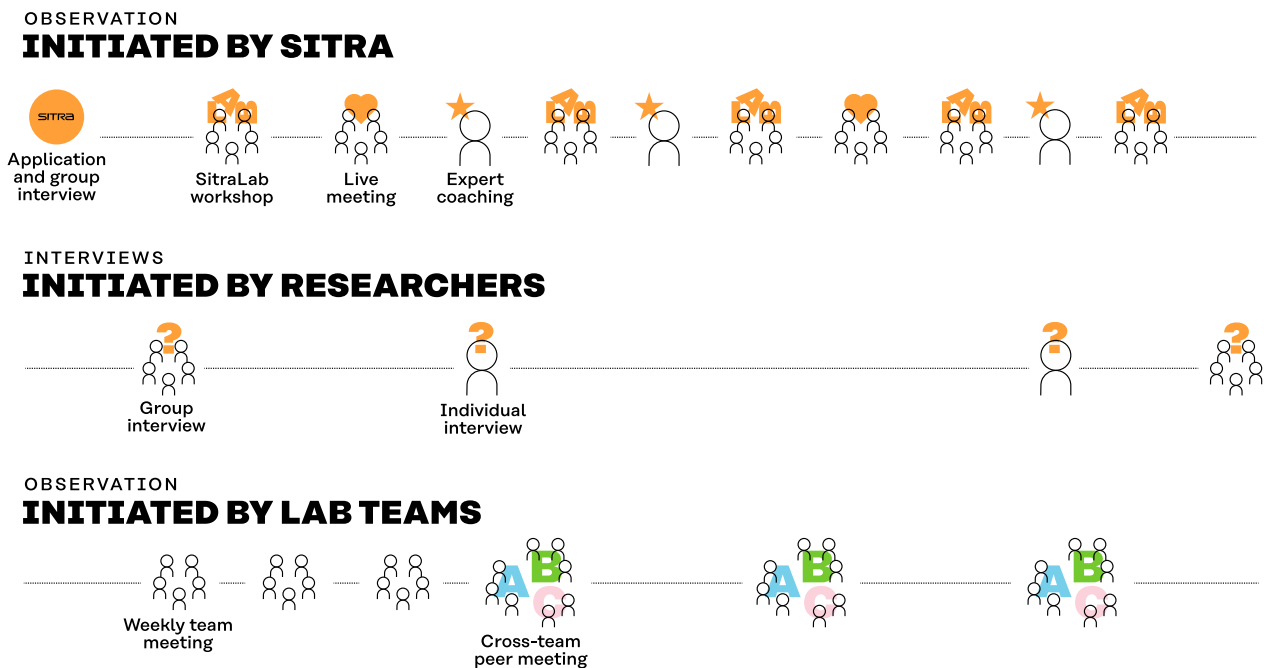 OBSERVATION
INITIATED BY SITRA
SITRA
Application
and group
interview
SitraLab
workshop
Live
meeting
Expert
coaching
INTERVIEWS
INITIATED BY RESEARCHERS
?
?
?
?
Group
interview
Individual
interview
OBSERVATION
INITIATED BY LAB TEAMS
A B C
A B C
A B C
Weekly team
meeting
Cross-team
peer meeting